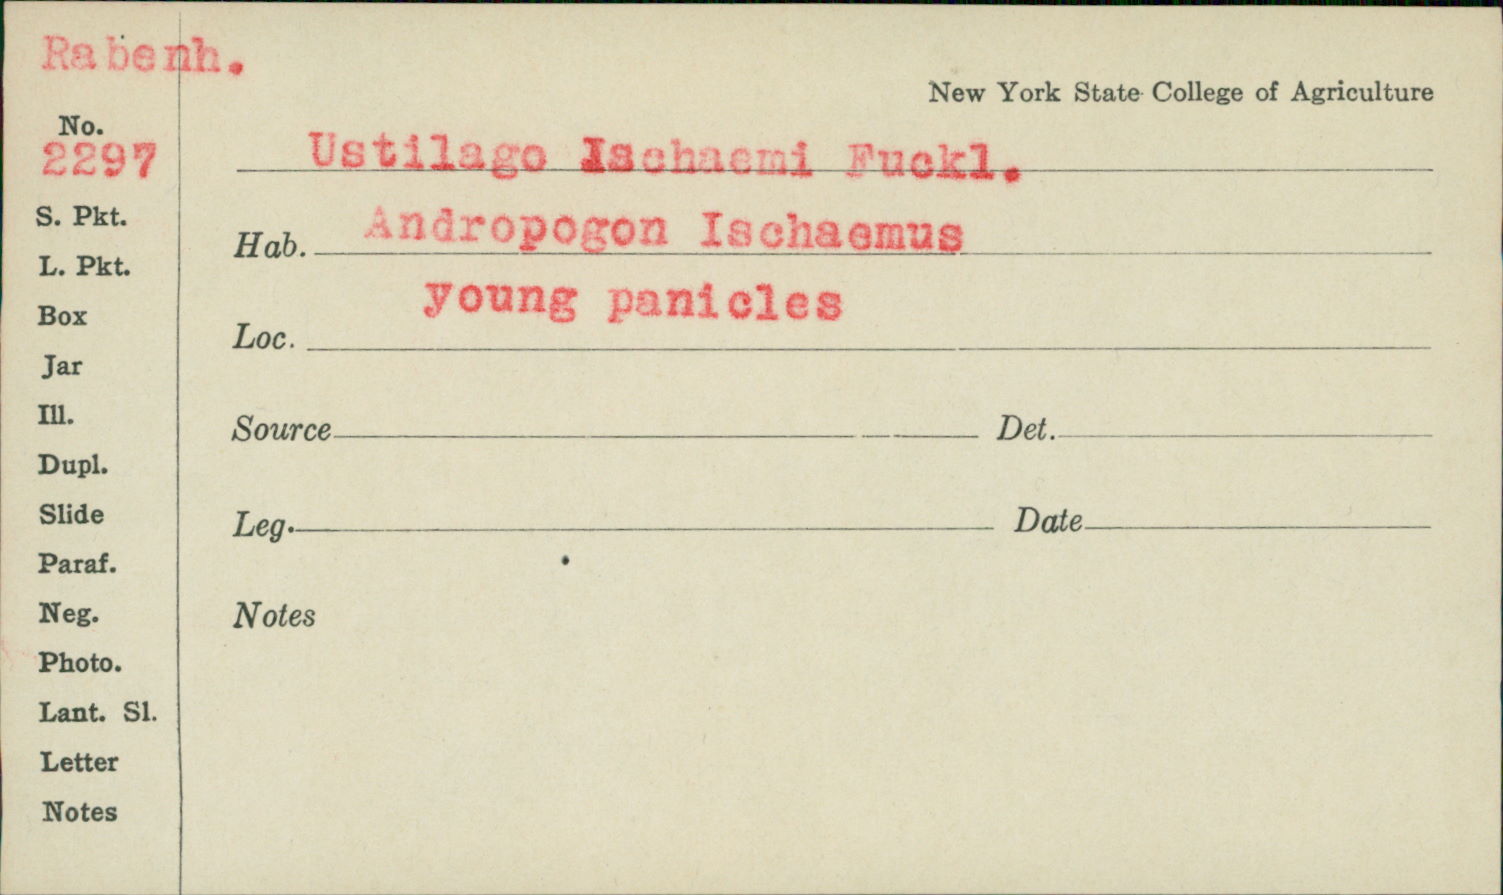 Rabenh.
New York State College of Agriculture
No.
2297
Ustilago Ischaemi Fuckl.
S. Pkt.
Hab. Andropogon Ischaemus
L. Pkt.
young panicles
Box
Loc.
Jar
Ill.
Source Det.
Dupl.
Slide
Leg. Date
Paraf.
Neg.
Notes
Photo.
Lant. Sl.
Letter
Notes